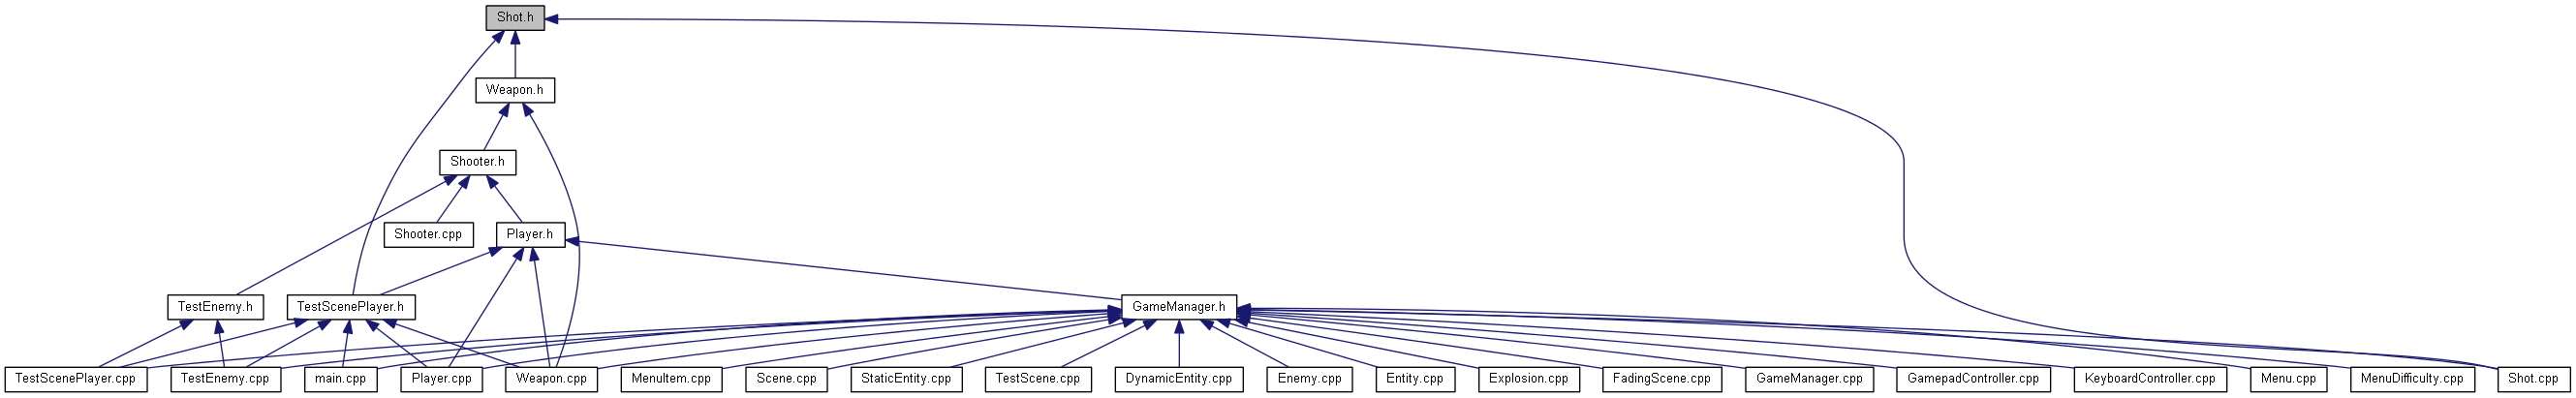 Shot.h
Weapon.h
Shooter.h
Shooter.cpp
Player.h
TestEnemy.h
TestScenePlayer.h
GameManager.h
TestScenePlayer.cpp
TestEnemy.cpp
main.cpp
Player.cpp
Weapon.cpp
MenuItem.cpp
Scene.cpp
StaticEntity.cpp
TestScene.cpp
DynamicEntity.cpp
Enemy.cpp
Entity.cpp
Explosion.cpp
FadingScene.cpp
GameManager.cpp
GamepadController.cpp
KeyboardController.cpp
Menu.cpp
MenuDifficulty.cpp
Shot.cpp